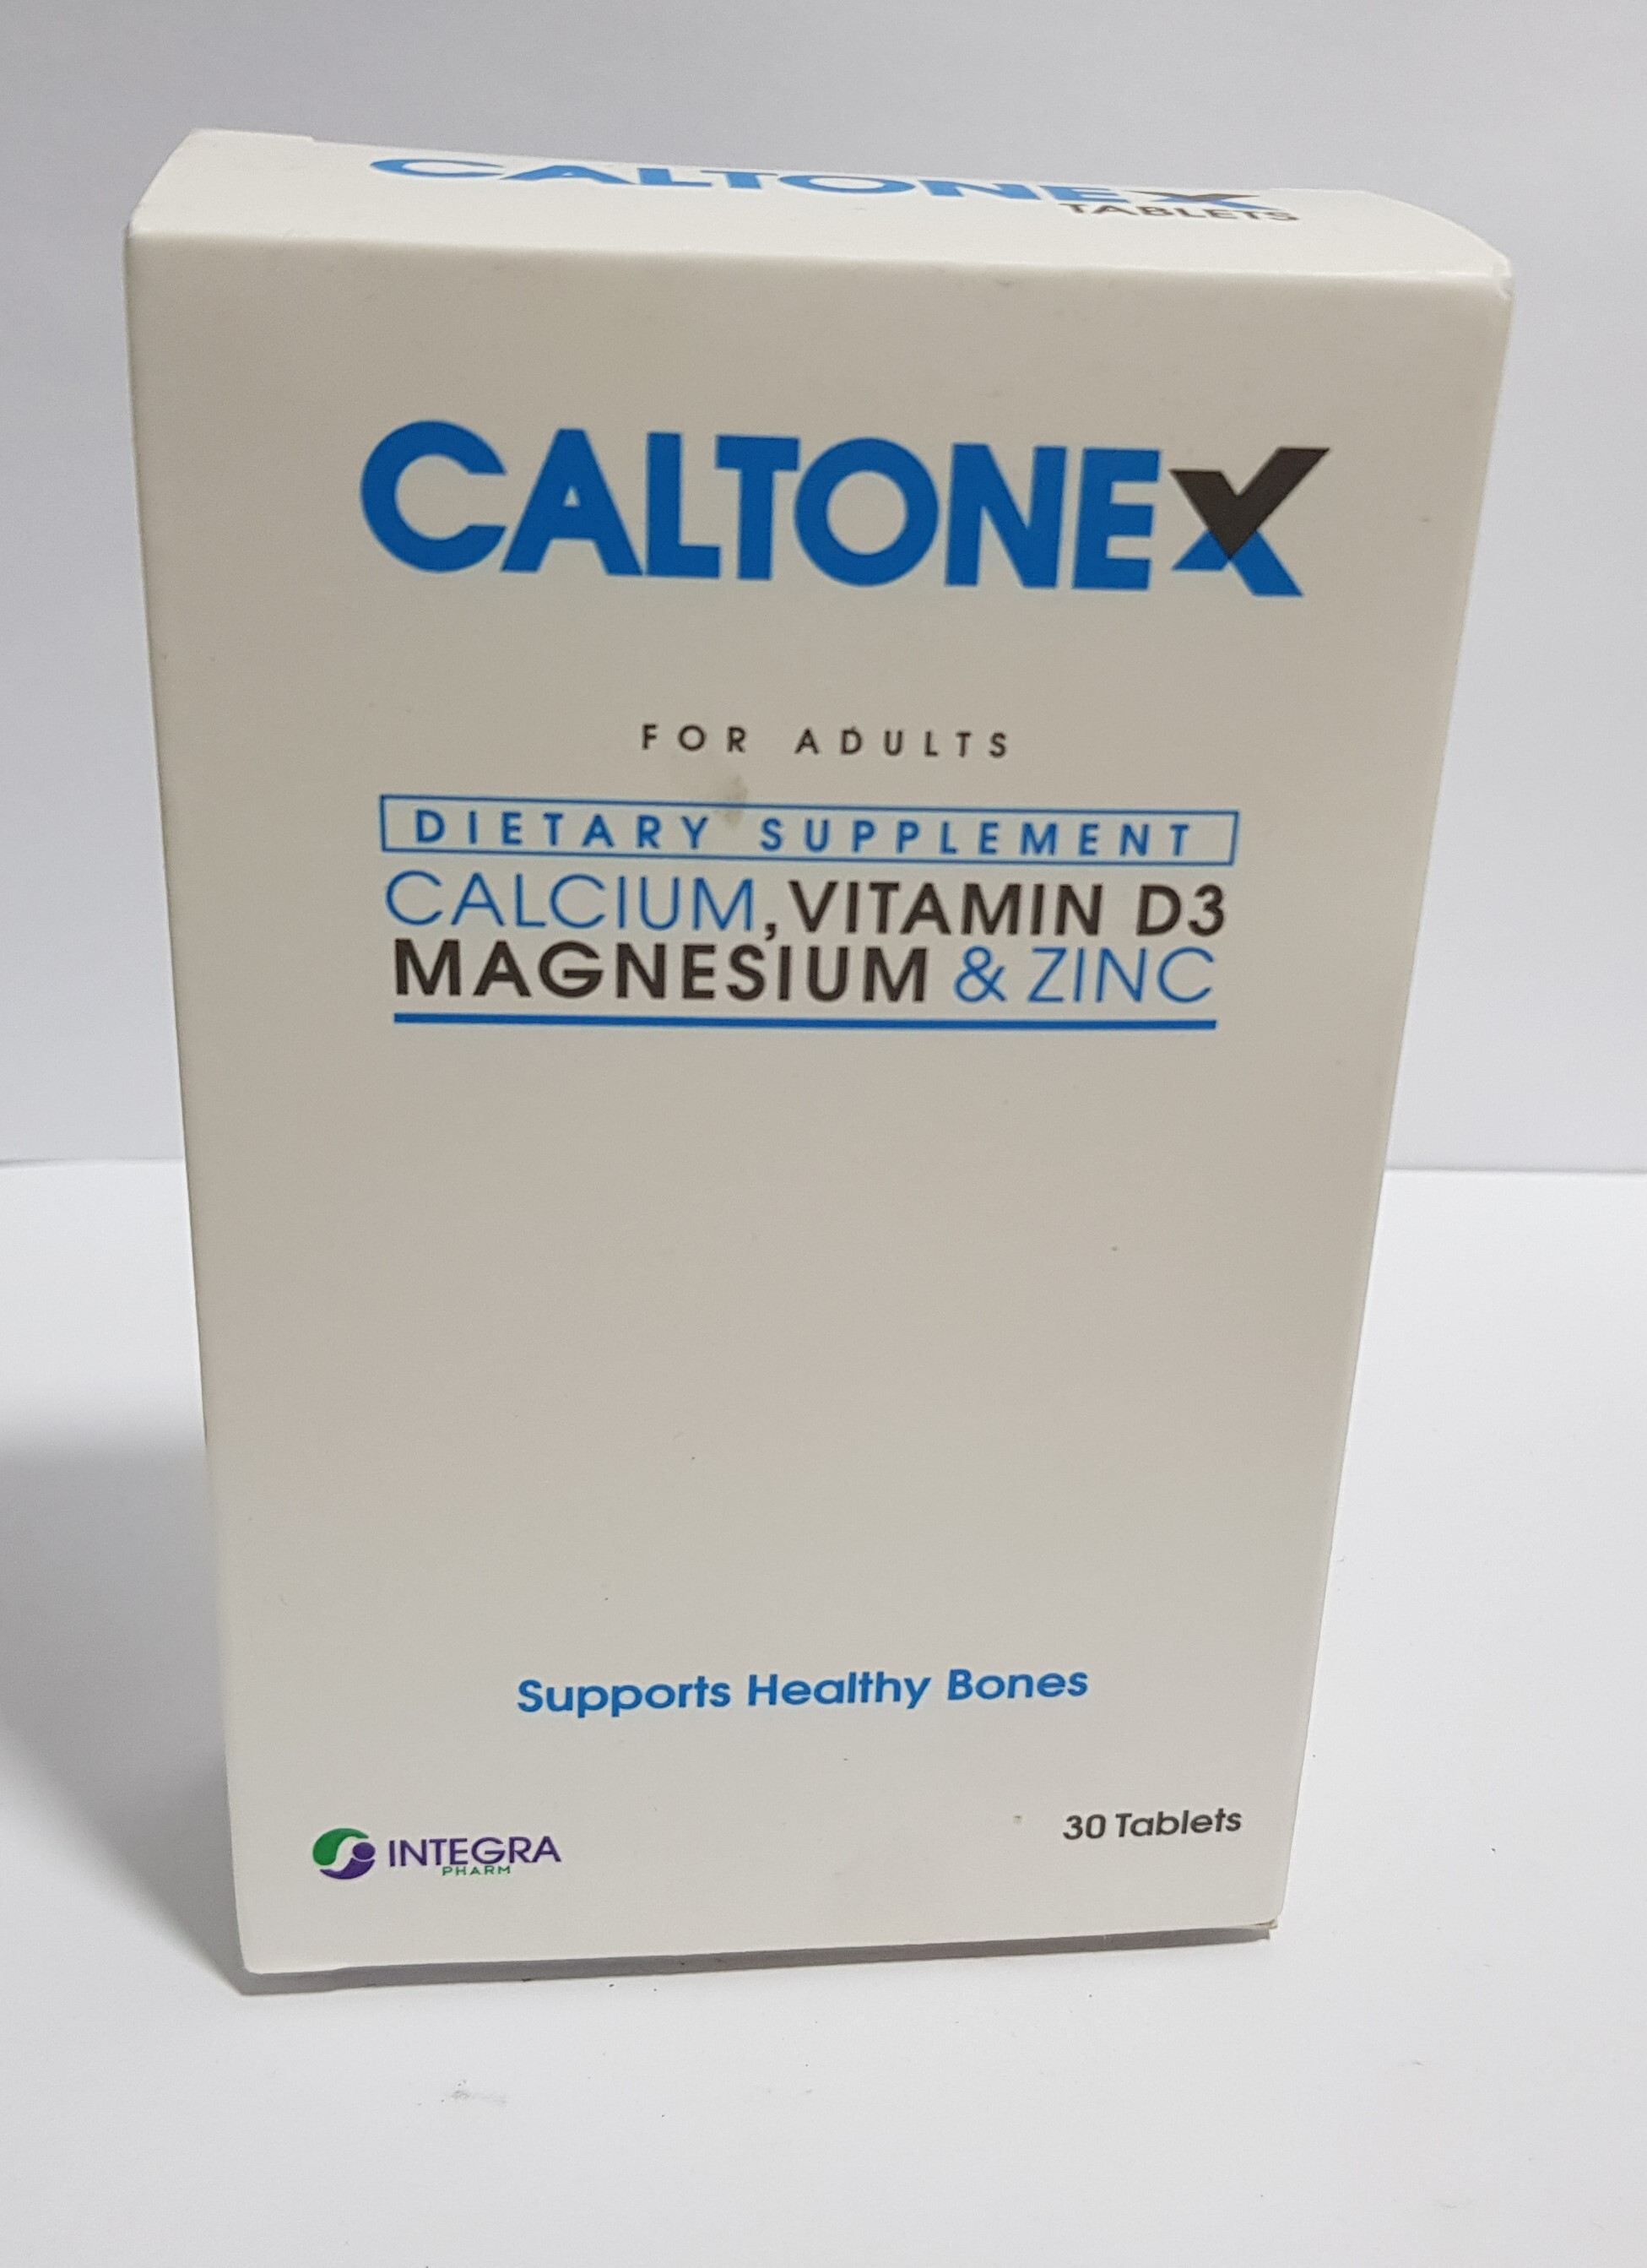 CALTONEX
TABLETS
CALTONEX
FOR ADULTS
DIETARY SUPPLEMENT
CALCIUM, VITAMIN D3
MAGNESIUM & ZINC
Supports Healthy Bones
30 Tablets
INTEGRA
PHARM